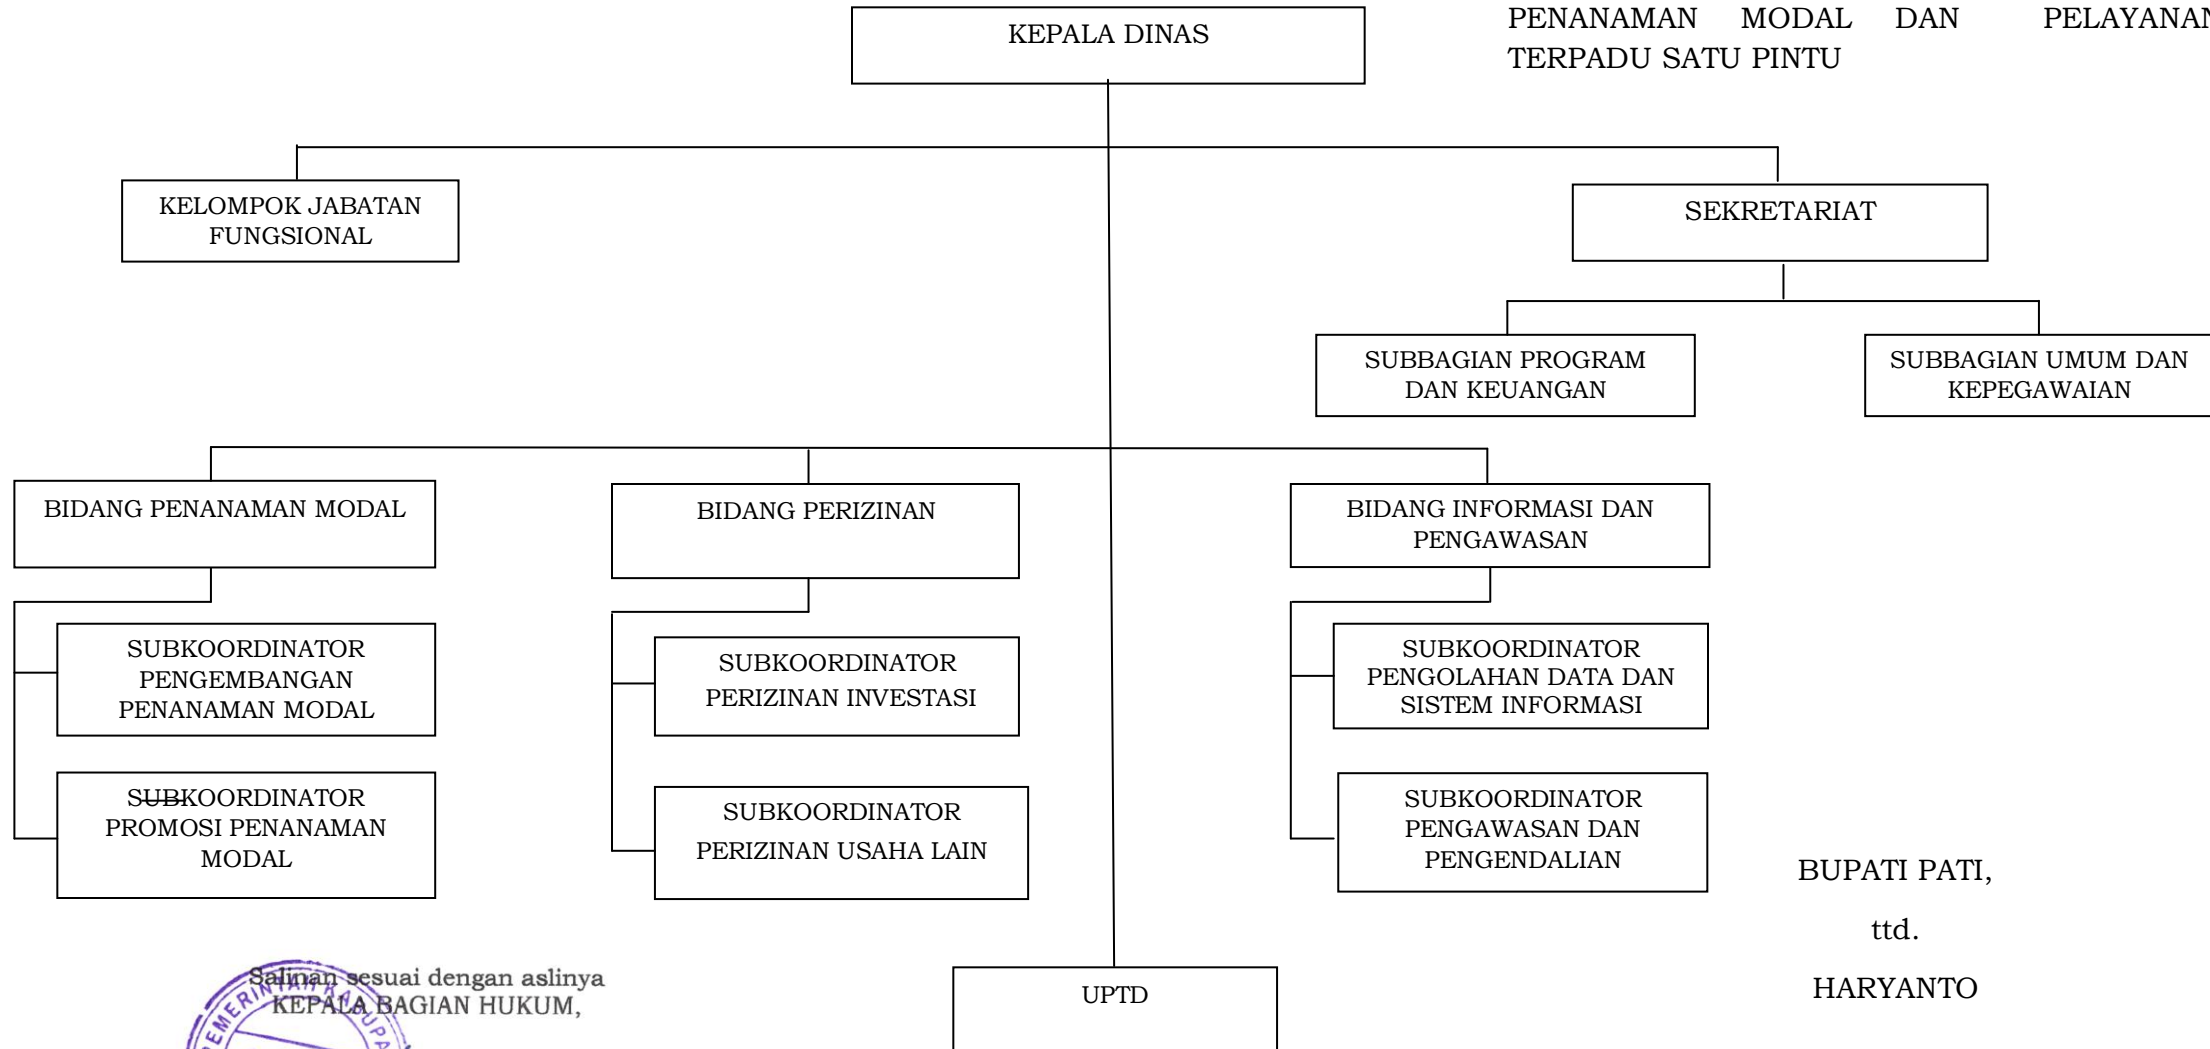 PENANAMAN MODAL DAN PELAYANAN
TERPADU SATU PINTU
KEPALA DINAS
KELOMPOK JABATAN
FUNGSIONAL
SEKRETARIAT
SUBBAGIAN PROGRAM
DAN KEUANGAN
SUBBAGIAN UMUM DAN
KEPEGAWAIAN
BIDANG PENANAMAN MODAL
BIDANG PERIZINAN
BIDANG INFORMASI DAN
PENGAWASAN
SUBKOORDINATOR
PENGEMBANGAN
PENANAMAN MODAL
SUBKOORDINATOR
PERIZINAN INVESTASI
SUBKOORDINATOR
PENGOLAHAN DATA DAN
SISTEM INFORMASI
SUBKOORDINATOR
PROMOSI PENANAMAN
MODAL
SUBKOORDINATOR
PERIZINAN USAHA LAIN
SUBKOORDINATOR
PENGAWASAN DAN
PENGENDALIAN
BUPATI PATI,
ttd.
HARYANTO
Salinan sesuai dengan aslinya
KEPALA BAGIAN HUKUM,
UPTD